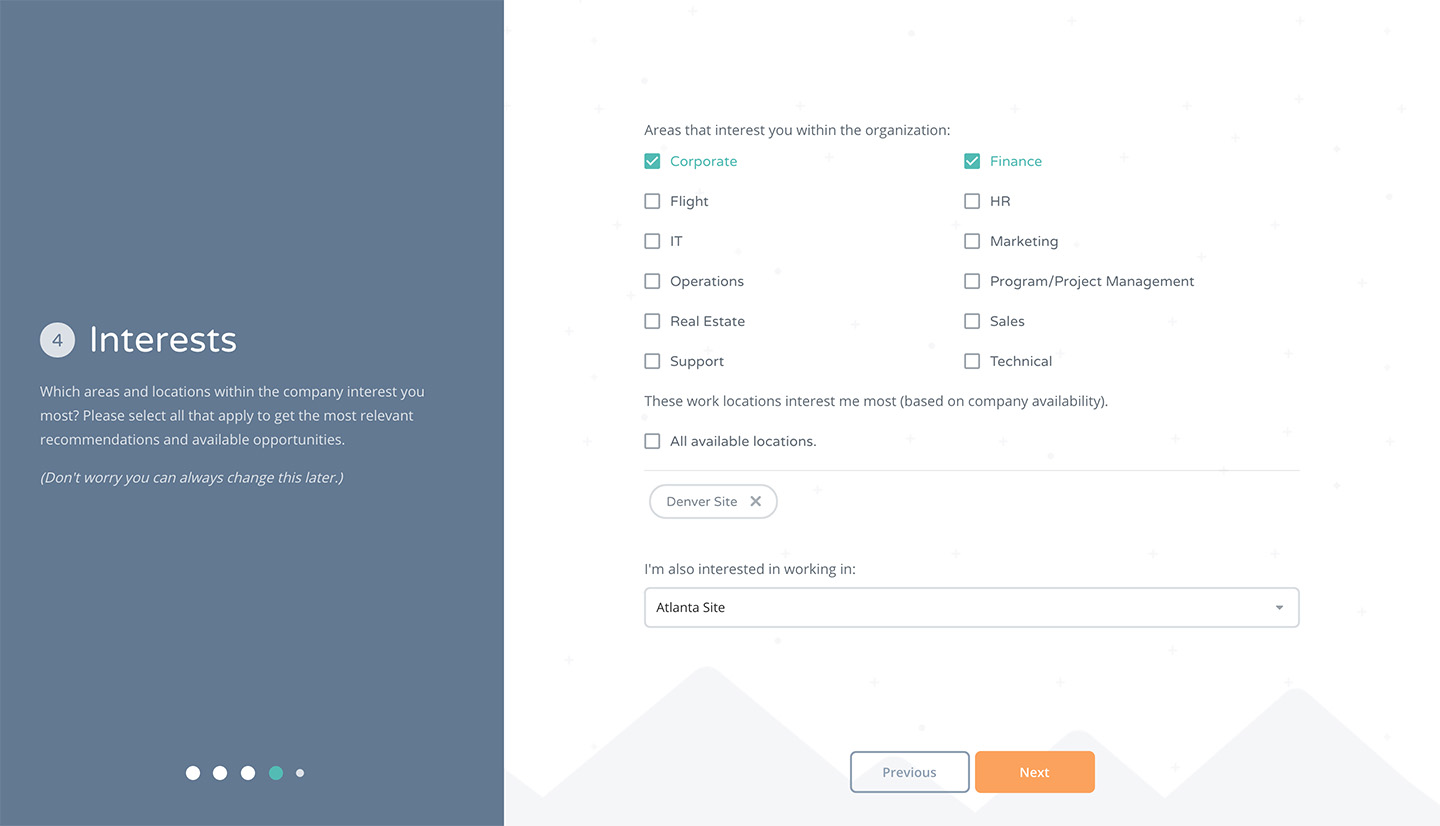 4 Interests
Which areas and locations within the company interest you
most? Please select all that apply to get the most relevant
recommendations and available opportunities.
(Don't worry you can always change this later.)
Areas that interest you within the organization:
Corporate
Finance
Flight
HR
IT
Marketing
Operations
Program/Project Management
Real Estate
Sales
Support
Technical
These work locations interest me most (based on company availability).
All available locations.
Denver Site
I'm also interested in working in:
Atlanta Site
Previous
Next